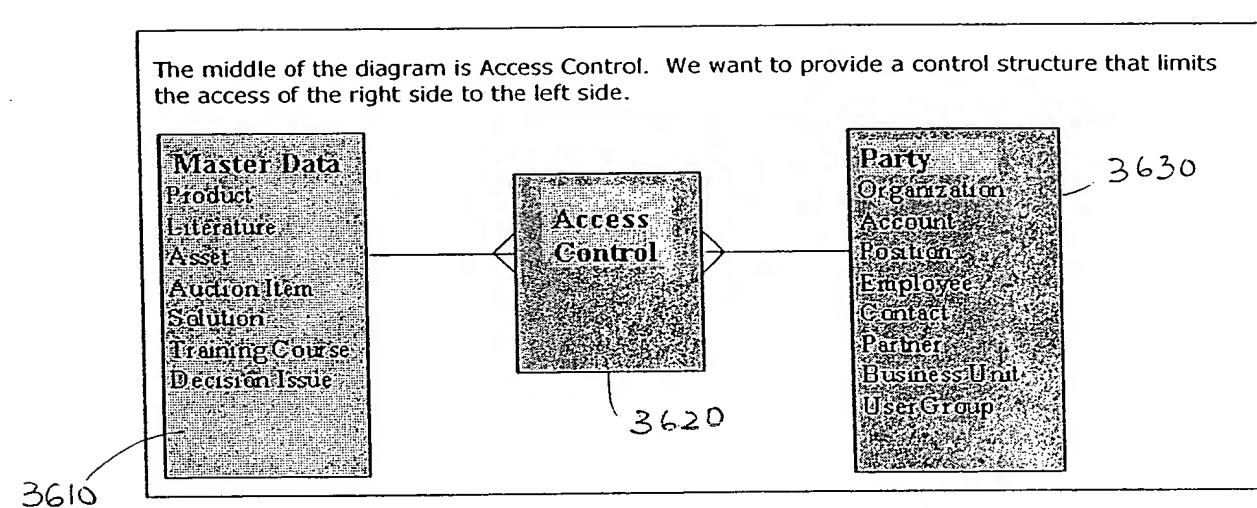 The middle of the diagram is Access Control. We want to provide a control structure that limits
the access of the right side to the left side.
Master Data
Product
Literature
Asset
Auction Item
Solution
Training Course
Decision Issue
3610
Access
Control
3620
Party
Organization
Account
Position
Employee
Contact
Partner
Business Unit
User Group
3630